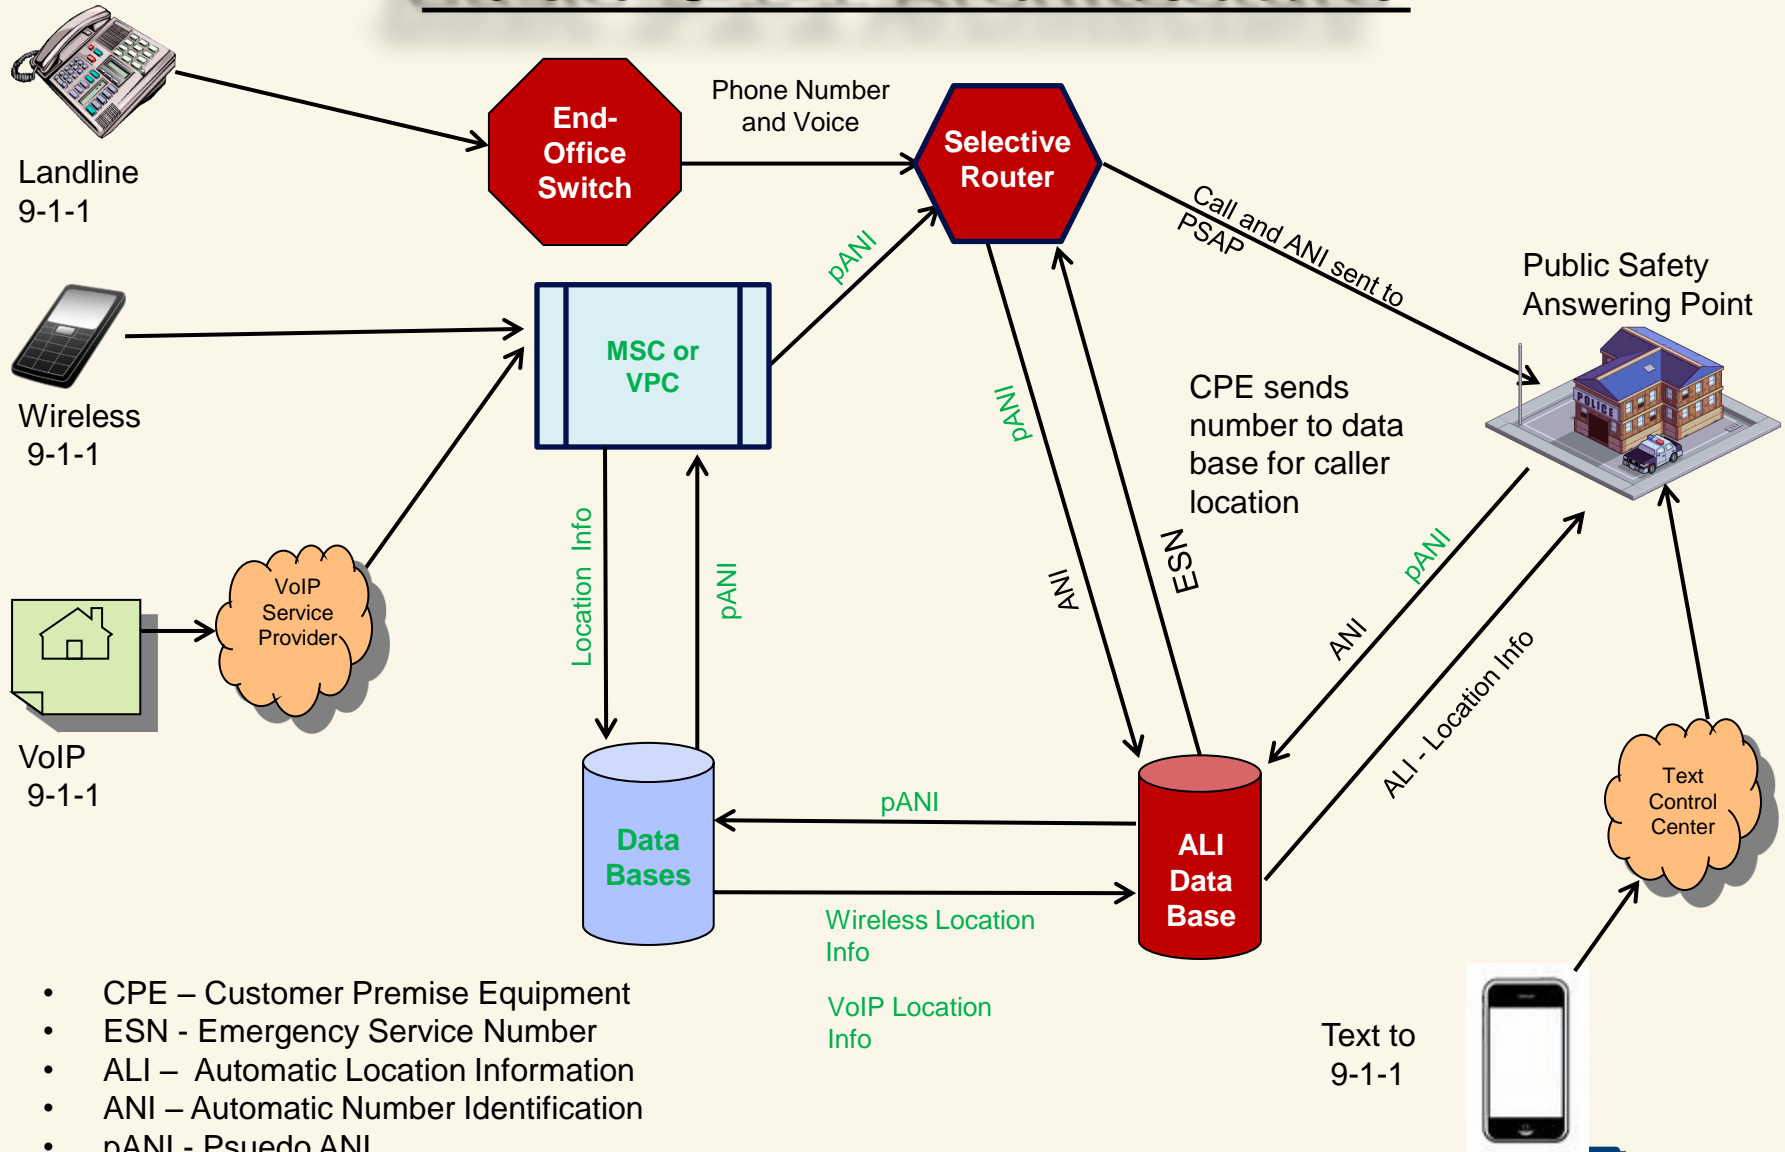 Phone Number
and Voice
End-
Office
Switch
Selective
Router
Landline
9-1-1
Call and ANI sent to
PSAP
pANI
Public Safety
Answering Point
POLICE
MSC or
VPC
Wireless
9-1-1
pANI
CPE sends
number to data
base for caller
location
Location Info
pANI
ANI
ESN
pANI
ANI
ALI - Location Info
VoIP
Service
Provider
VoIP
9-1-1
Text
Control
Center
pANI
Data
Bases
ALI
Data
Base
Wireless Location
Info
VoIP Location
Info
Text to
9-1-1
• CPE – Customer Premise Equipment
• ESN - Emergency Service Number
• ALI – Automatic Location Information
• ANI – Automatic Number Identification
• pANI - Psuedo ANI